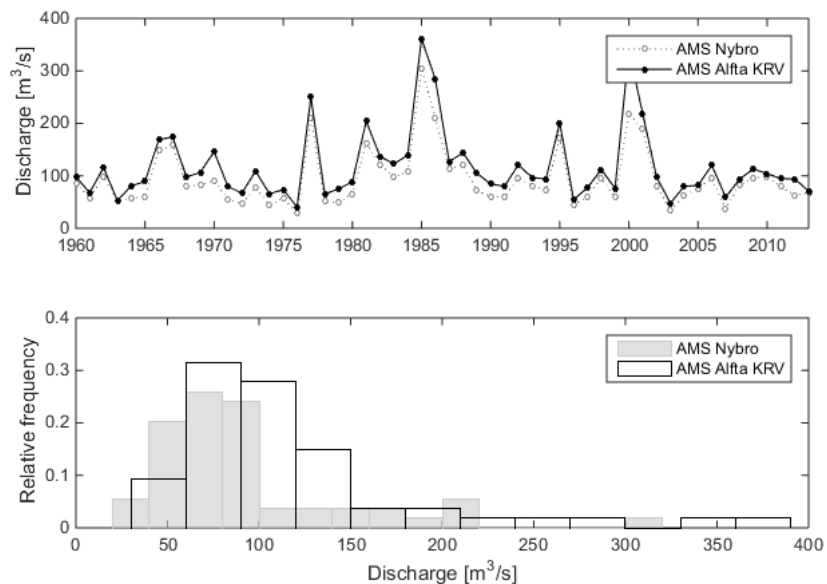 400
300
200
100
0
Discharge [m³/s]
AMS Nybro
AMS Alfta KRV
1960 1965 1970 1975 1980 1985 1990 1995 2000 2005 2010
0.4
0.3
0.2
0.1
0
Relative frequency
AMS Nybro
AMS Alfta KRV
0 50 100 150 200 250 300 350 400
Discharge [m³/s]